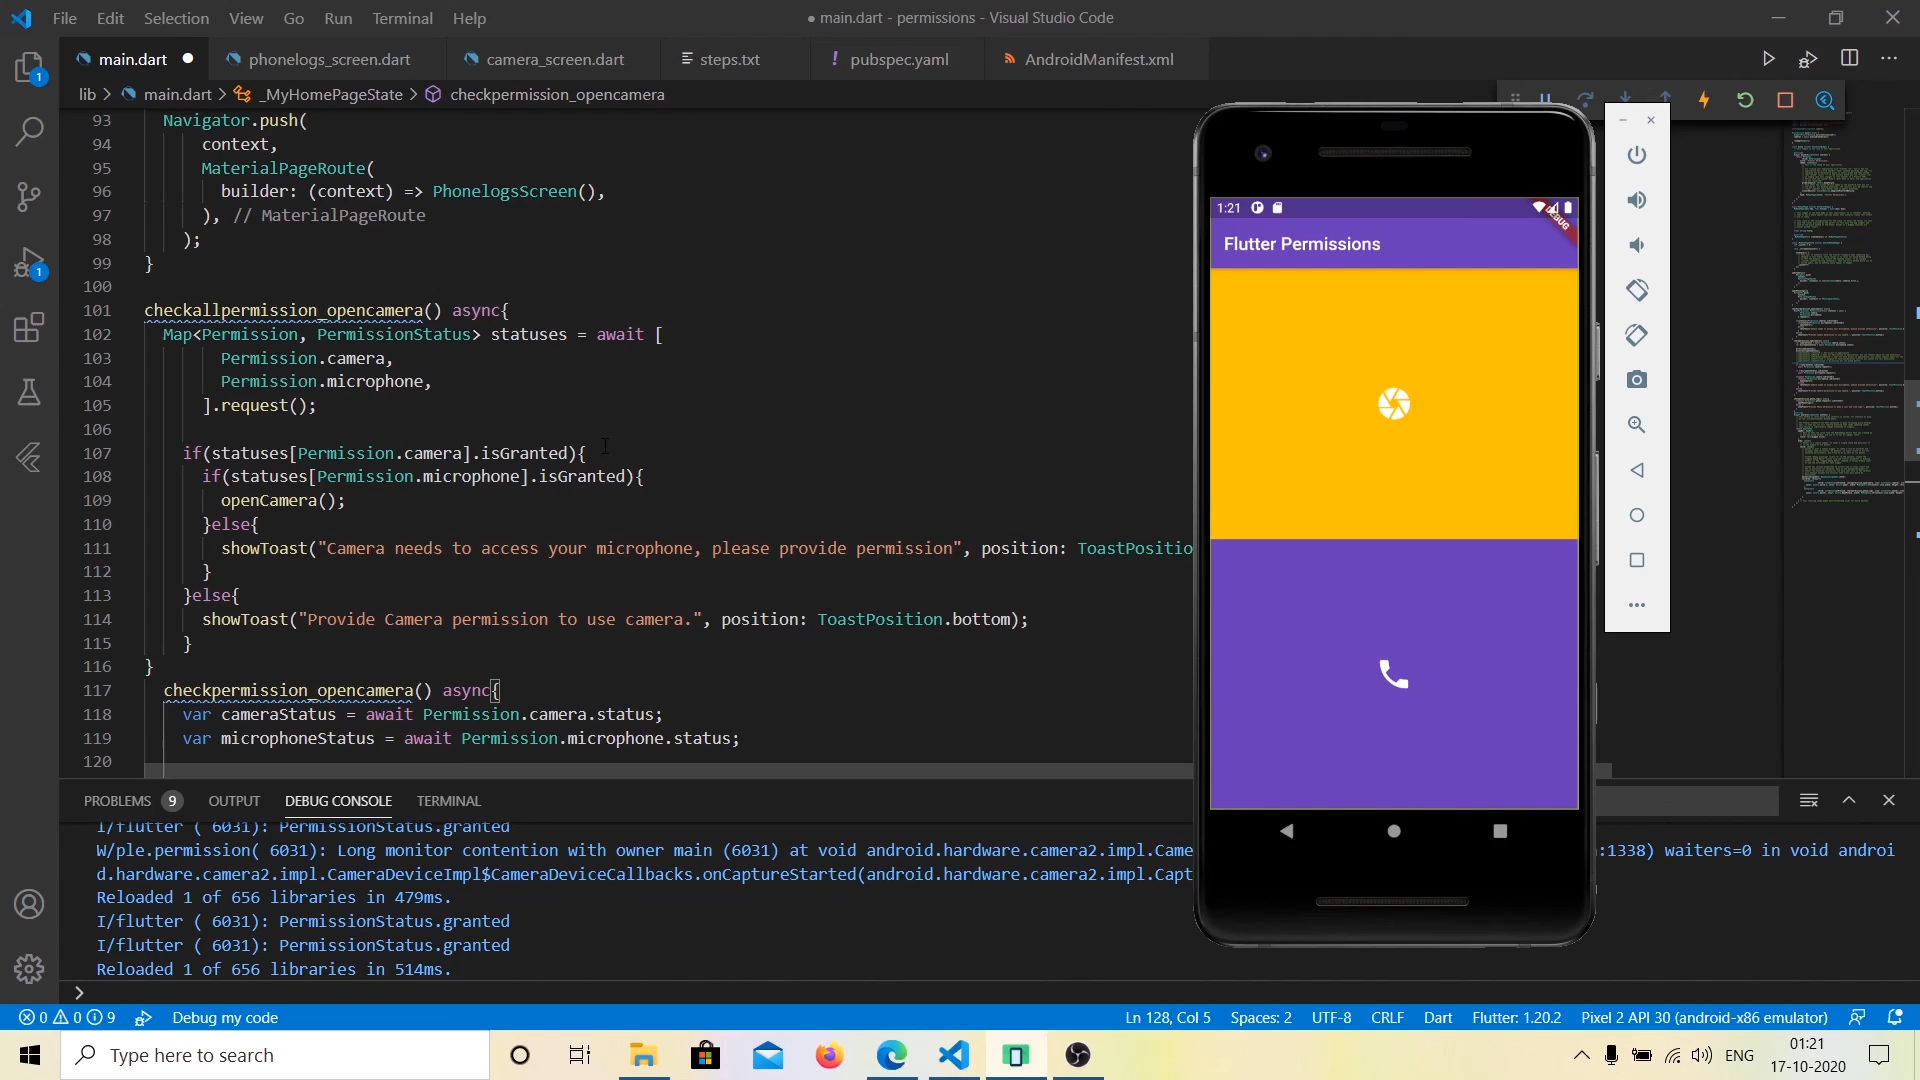 File Edit Selection View Go Run Terminal Help
● main.dart - permissions - Visual Studio Code
main.dart ● phonelogs_screen.dart camera_screen.dart steps.txt ! pubspec.yaml AndroidManifest.xml
lib > main.dart > _MyHomePageState > checkpermission_opencamera
93 Navigator.push(
94 context,
95 MaterialPageRoute(
96 builder: (context) => PhonelogsScreen(),
97 ), // MaterialPageRoute
98 );
99 }
100
101 checkallpermission_opencamera() async{
102 Map<Permission, PermissionStatus> statuses = await [
103 Permission.camera,
104 Permission.microphone,
105 ].request();
106
107 if(statuses[Permission.camera].isGranted){
108 if(statuses[Permission.microphone].isGranted){
109 openCamera();
110 }else{
111 showToast("Camera needs to access your microphone, please provide permission", position: ToastPositio
112 }
113 }else{
114 showToast("Provide Camera permission to use camera.", position: ToastPosition.bottom);
115 }
116 }
117 checkpermission_opencamera() async{
118 var cameraStatus = await Permission.camera.status;
119 var microphoneStatus = await Permission.microphone.status;
120
1:21
DEBUG
Flutter Permissions
PROBLEMS 9 OUTPUT DEBUG CONSOLE TERMINAL
I/flutter ( 6031): PermissionStatus.granted
W/ple.permission( 6031): Long monitor contention with owner main (6031) at void android.hardware.camera2.impl.Came :1338) waiters=0 in void androi
d.hardware.camera2.impl.CameraDeviceImpl$CameraDeviceCallbacks.onCaptureStarted(android.hardware.camera2.impl.Capt
Reloaded 1 of 656 libraries in 479ms.
I/flutter ( 6031): PermissionStatus.granted
I/flutter ( 6031): PermissionStatus.granted
Reloaded 1 of 656 libraries in 514ms.
>
0 0 9 Debug my code Ln 128, Col 5 Spaces: 2 UTF-8 CRLF Dart Flutter: 1.20.2 Pixel 2 API 30 (android-x86 emulator)
Type here to search
ENG
01:21
17-10-2020